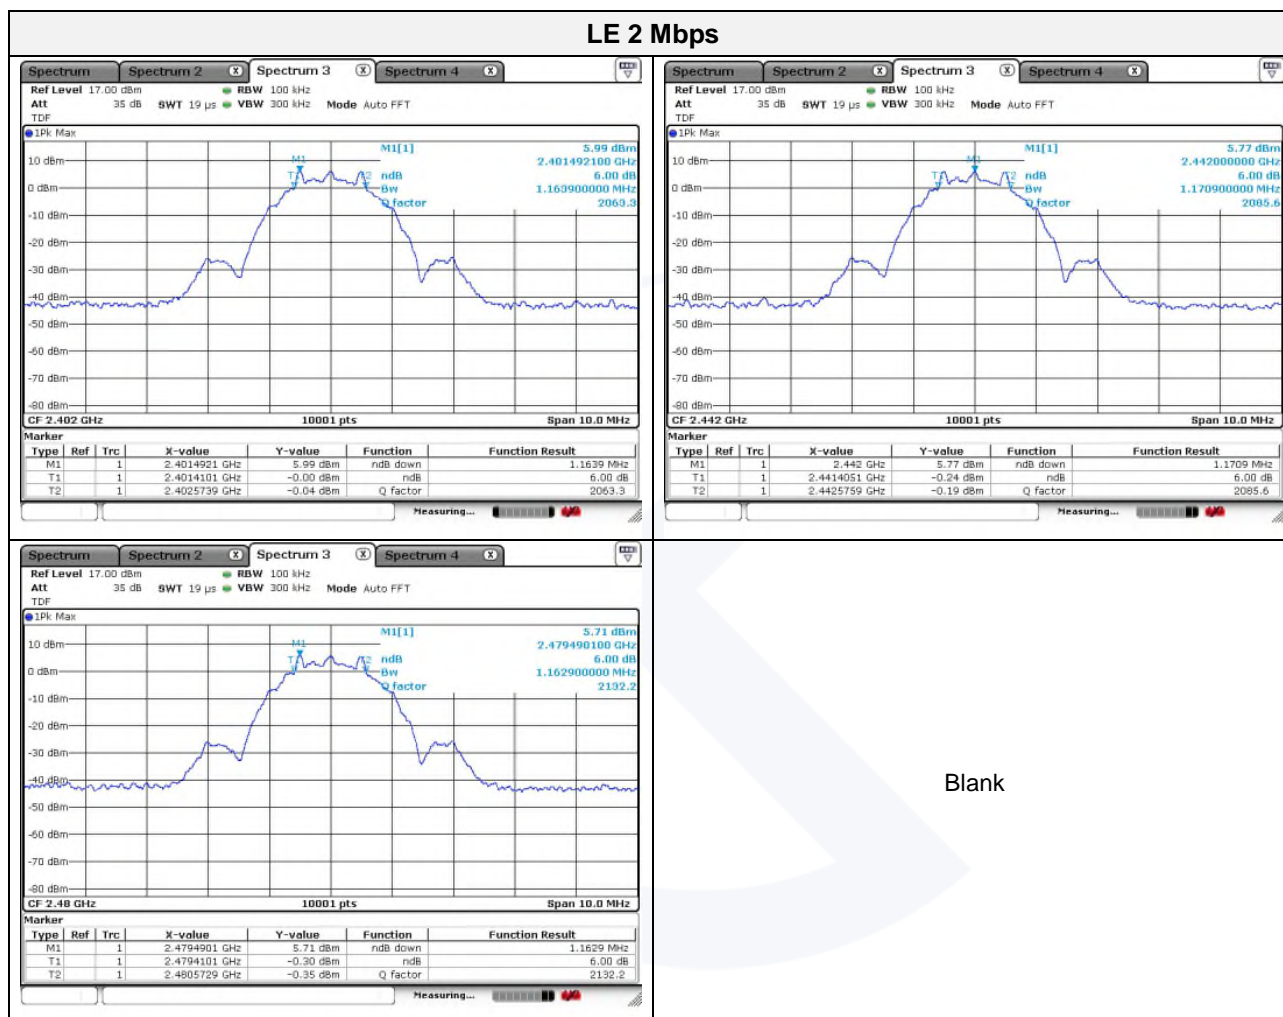 LE 2 Mbps
Spectrum Spectrum 2 X Spectrum 3 X Spectrum 4 X
Ref Level 17.00 dBm RBW 100 kHz
Att 35 dB SWT 19 µs VBW 300 kHz Mode Auto FFT
TDF
1Pk Max
M1[1] 5.99 dBm
2.401492100 GHz
ndB 6.00 dB
Bw 1.163900000 MHz
Q factor 2063.3
M1
T1
T2
10 dBm
0 dBm
-10 dBm
-20 dBm
-30 dBm
-40 dBm
-50 dBm
-60 dBm
-70 dBm
-80 dBm
CF 2.402 GHz 10001 pts Span 10.0 MHz
Marker
Type Ref Trc X-value Y-value Function Function Result
M1 1 2.4014921 GHz 5.99 dBm ndB down 1.1639 MHz
T1 1 2.4014101 GHz -0.00 dBm ndB 6.00 dB
T2 1 2.4025739 GHz -0.04 dBm Q factor 2063.3
Measuring...
Spectrum Spectrum 2 X Spectrum 3 X Spectrum 4 X
Ref Level 17.00 dBm RBW 100 kHz
Att 35 dB SWT 19 µs VBW 300 kHz Mode Auto FFT
TDF
1Pk Max
M1[1] 5.77 dBm
2.442000000 GHz
ndB 6.00 dB
Bw 1.170900000 MHz
Q factor 2085.6
M1
T1
T2
10 dBm
0 dBm
-10 dBm
-20 dBm
-30 dBm
-40 dBm
-50 dBm
-60 dBm
-70 dBm
-80 dBm
CF 2.442 GHz 10001 pts Span 10.0 MHz
Marker
Type Ref Trc X-value Y-value Function Function Result
M1 1 2.442 GHz 5.77 dBm ndB down 1.1709 MHz
T1 1 2.4414051 GHz -0.24 dBm ndB 6.00 dB
T2 1 2.4425759 GHz -0.19 dBm Q factor 2085.6
Measuring...
Spectrum Spectrum 2 X Spectrum 3 X Spectrum 4 X
Ref Level 17.00 dBm RBW 100 kHz
Att 35 dB SWT 19 µs VBW 300 kHz Mode Auto FFT
TDF
1Pk Max
M1[1] 5.71 dBm
2.479490100 GHz
ndB 6.00 dB
Bw 1.162900000 MHz
Q factor 2132.2
M1
T1
T2
10 dBm
0 dBm
-10 dBm
-20 dBm
-30 dBm
-40 dBm
-50 dBm
-60 dBm
-70 dBm
-80 dBm
CF 2.48 GHz 10001 pts Span 10.0 MHz
Marker
Type Ref Trc X-value Y-value Function Function Result
M1 1 2.4794901 GHz 5.71 dBm ndB down 1.1629 MHz
T1 1 2.4794101 GHz -0.30 dBm ndB 6.00 dB
T2 1 2.4805729 GHz -0.35 dBm Q factor 2132.2
Measuring...
Blank